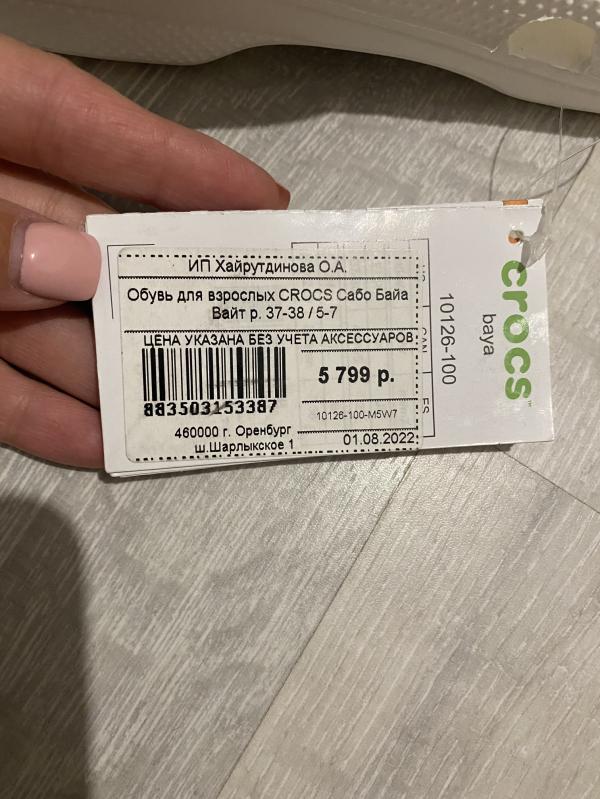 ИП Хайрутдинова О.А.
Обувь для взрослых CROCS Сабо Байа
Вайт р. 37-38 / 5-7
ЦЕНА УКАЗАНА БЕЗ УЧЕТА АКСЕССУАРОВ
883503153387
5 799 р.
10126-100-M5W7
460000 г. Оренбург
ш.Шарлыкское 1
01.08.2022
crocs™
baya
10126-100